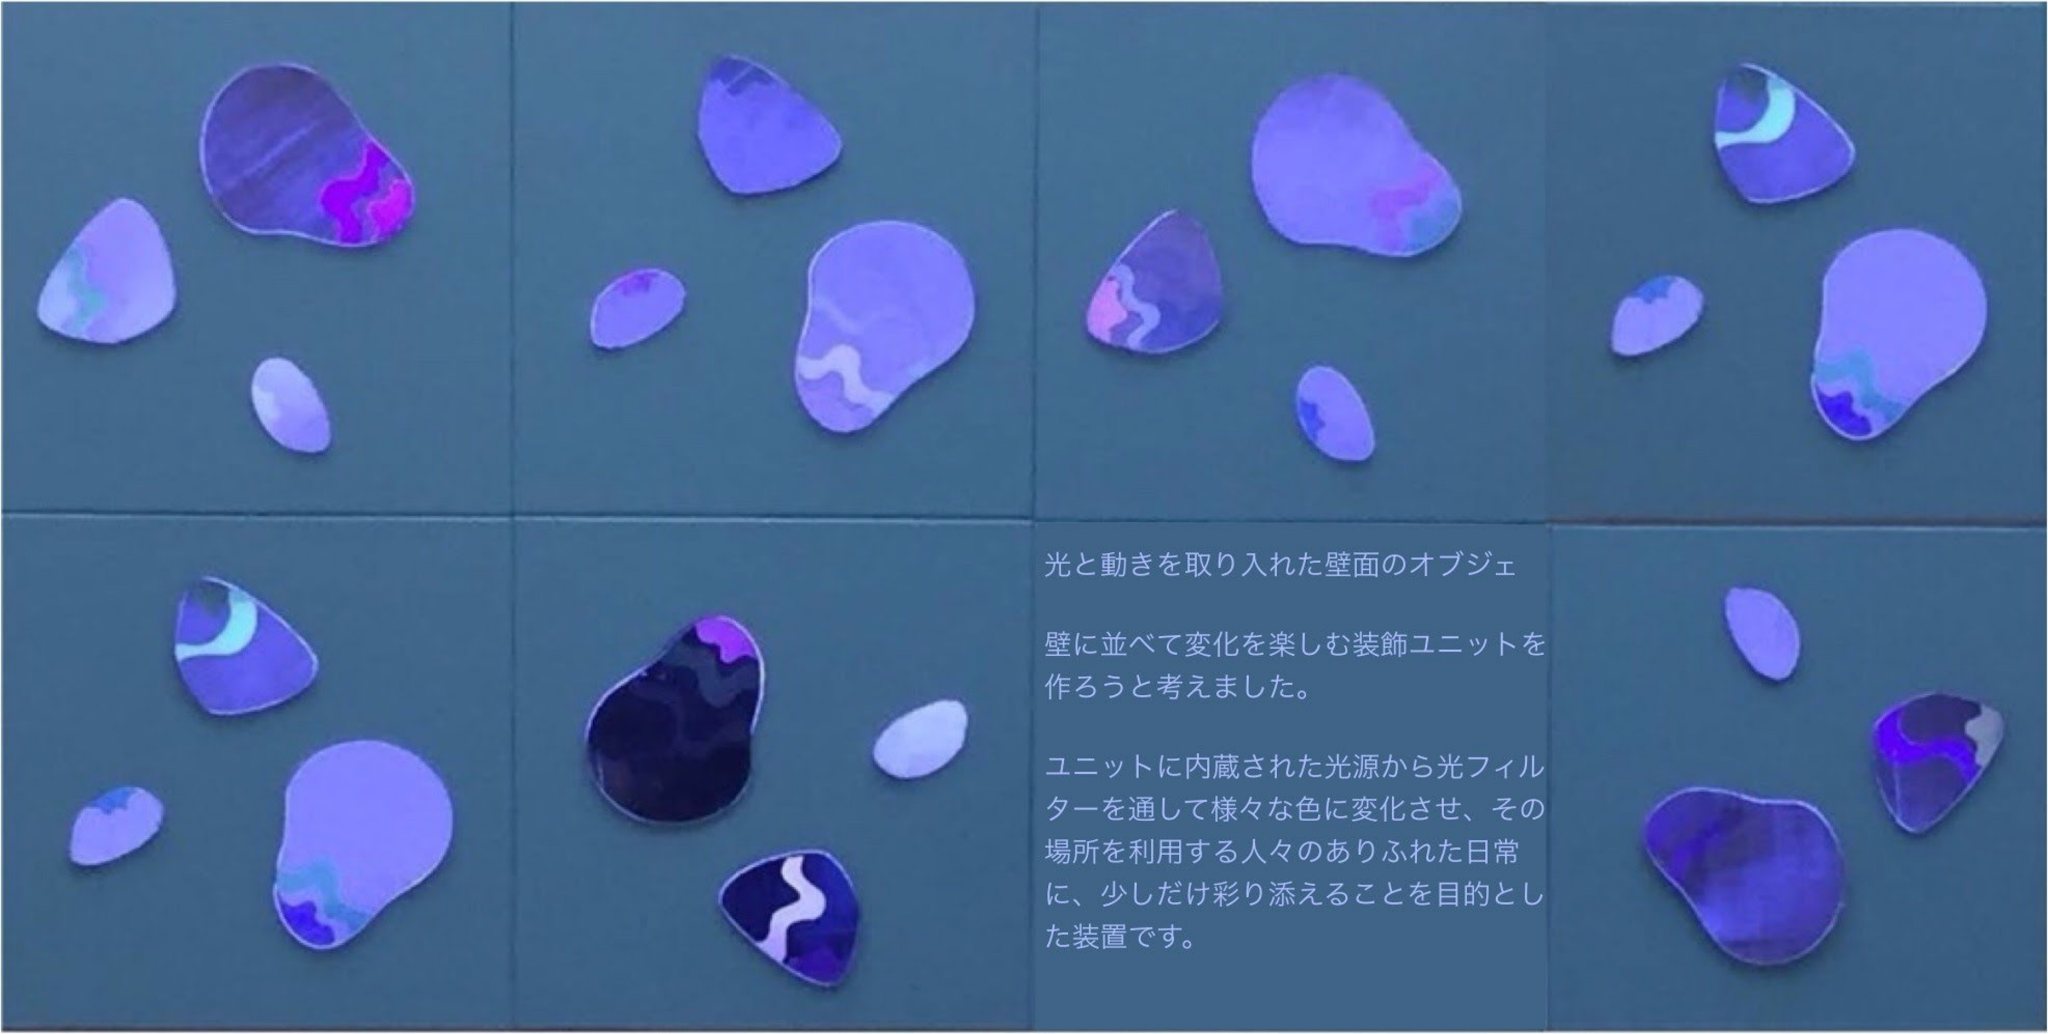 光と動きを取り入れた壁面のオブジェ
壁に並べて変化を楽しむ装飾ユニットを
作ろうと考えました。
ユニットに内蔵された光源から光フィル
ターを通して様々な色に変化させ、その
場所を利用する人々のありふれた日常
に、少しだけ彩り添えることを目的とし
た装置です。